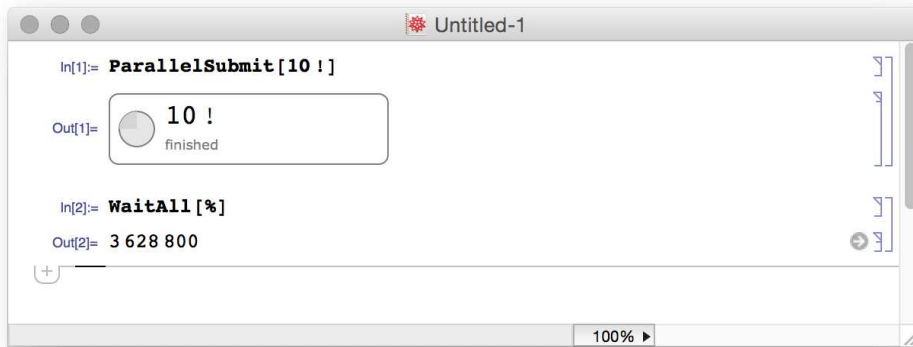 Untitled-1
In[1]:= ParallelSubmit[10 !]
Out[1]= 10 !
finished
In[2]:= WaitAll[%]
Out[2]= 3 628 800
100%